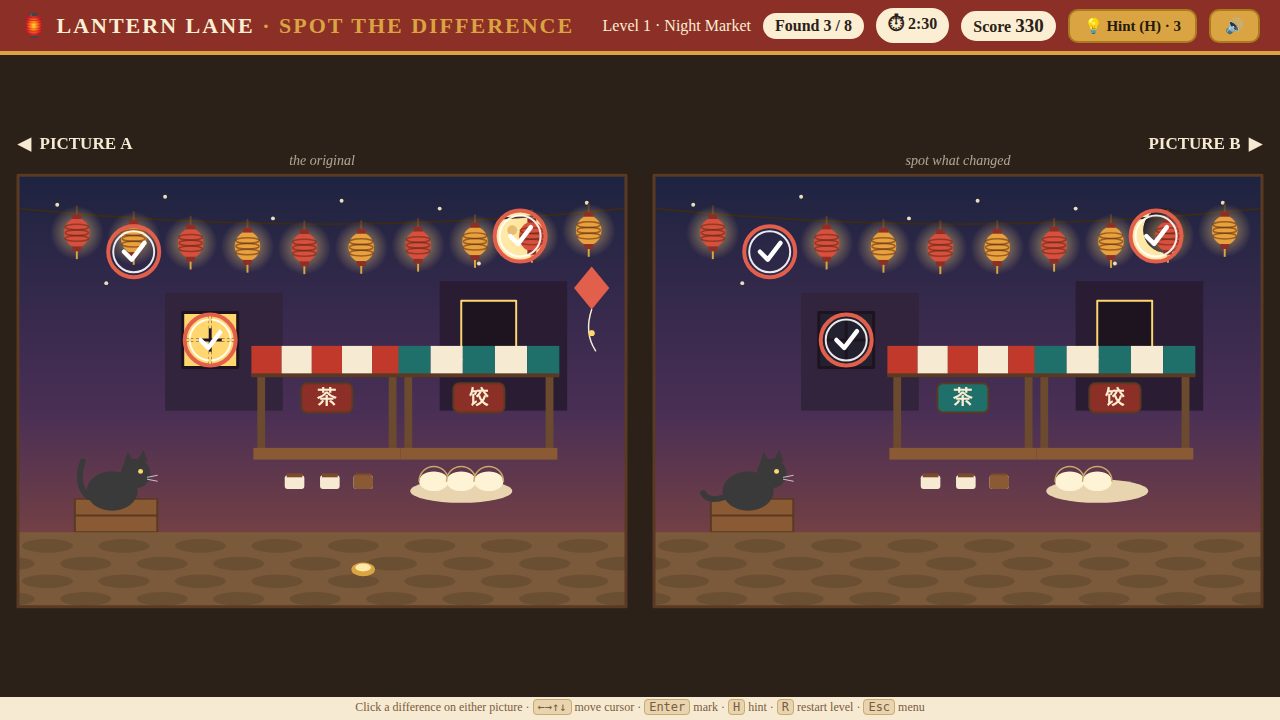 LANTERN LANE · SPOT THE DIFFERENCE
Level 1 · Night Market
Found 3 / 8
2:30
Score 330
Hint (H) · 3
◀ PICTURE A
the original
PICTURE B ▶
spot what changed
茶
饺
茶
饺
Click a difference on either picture · ←→↑↓ move cursor · Enter mark · H hint · R restart level · Esc menu